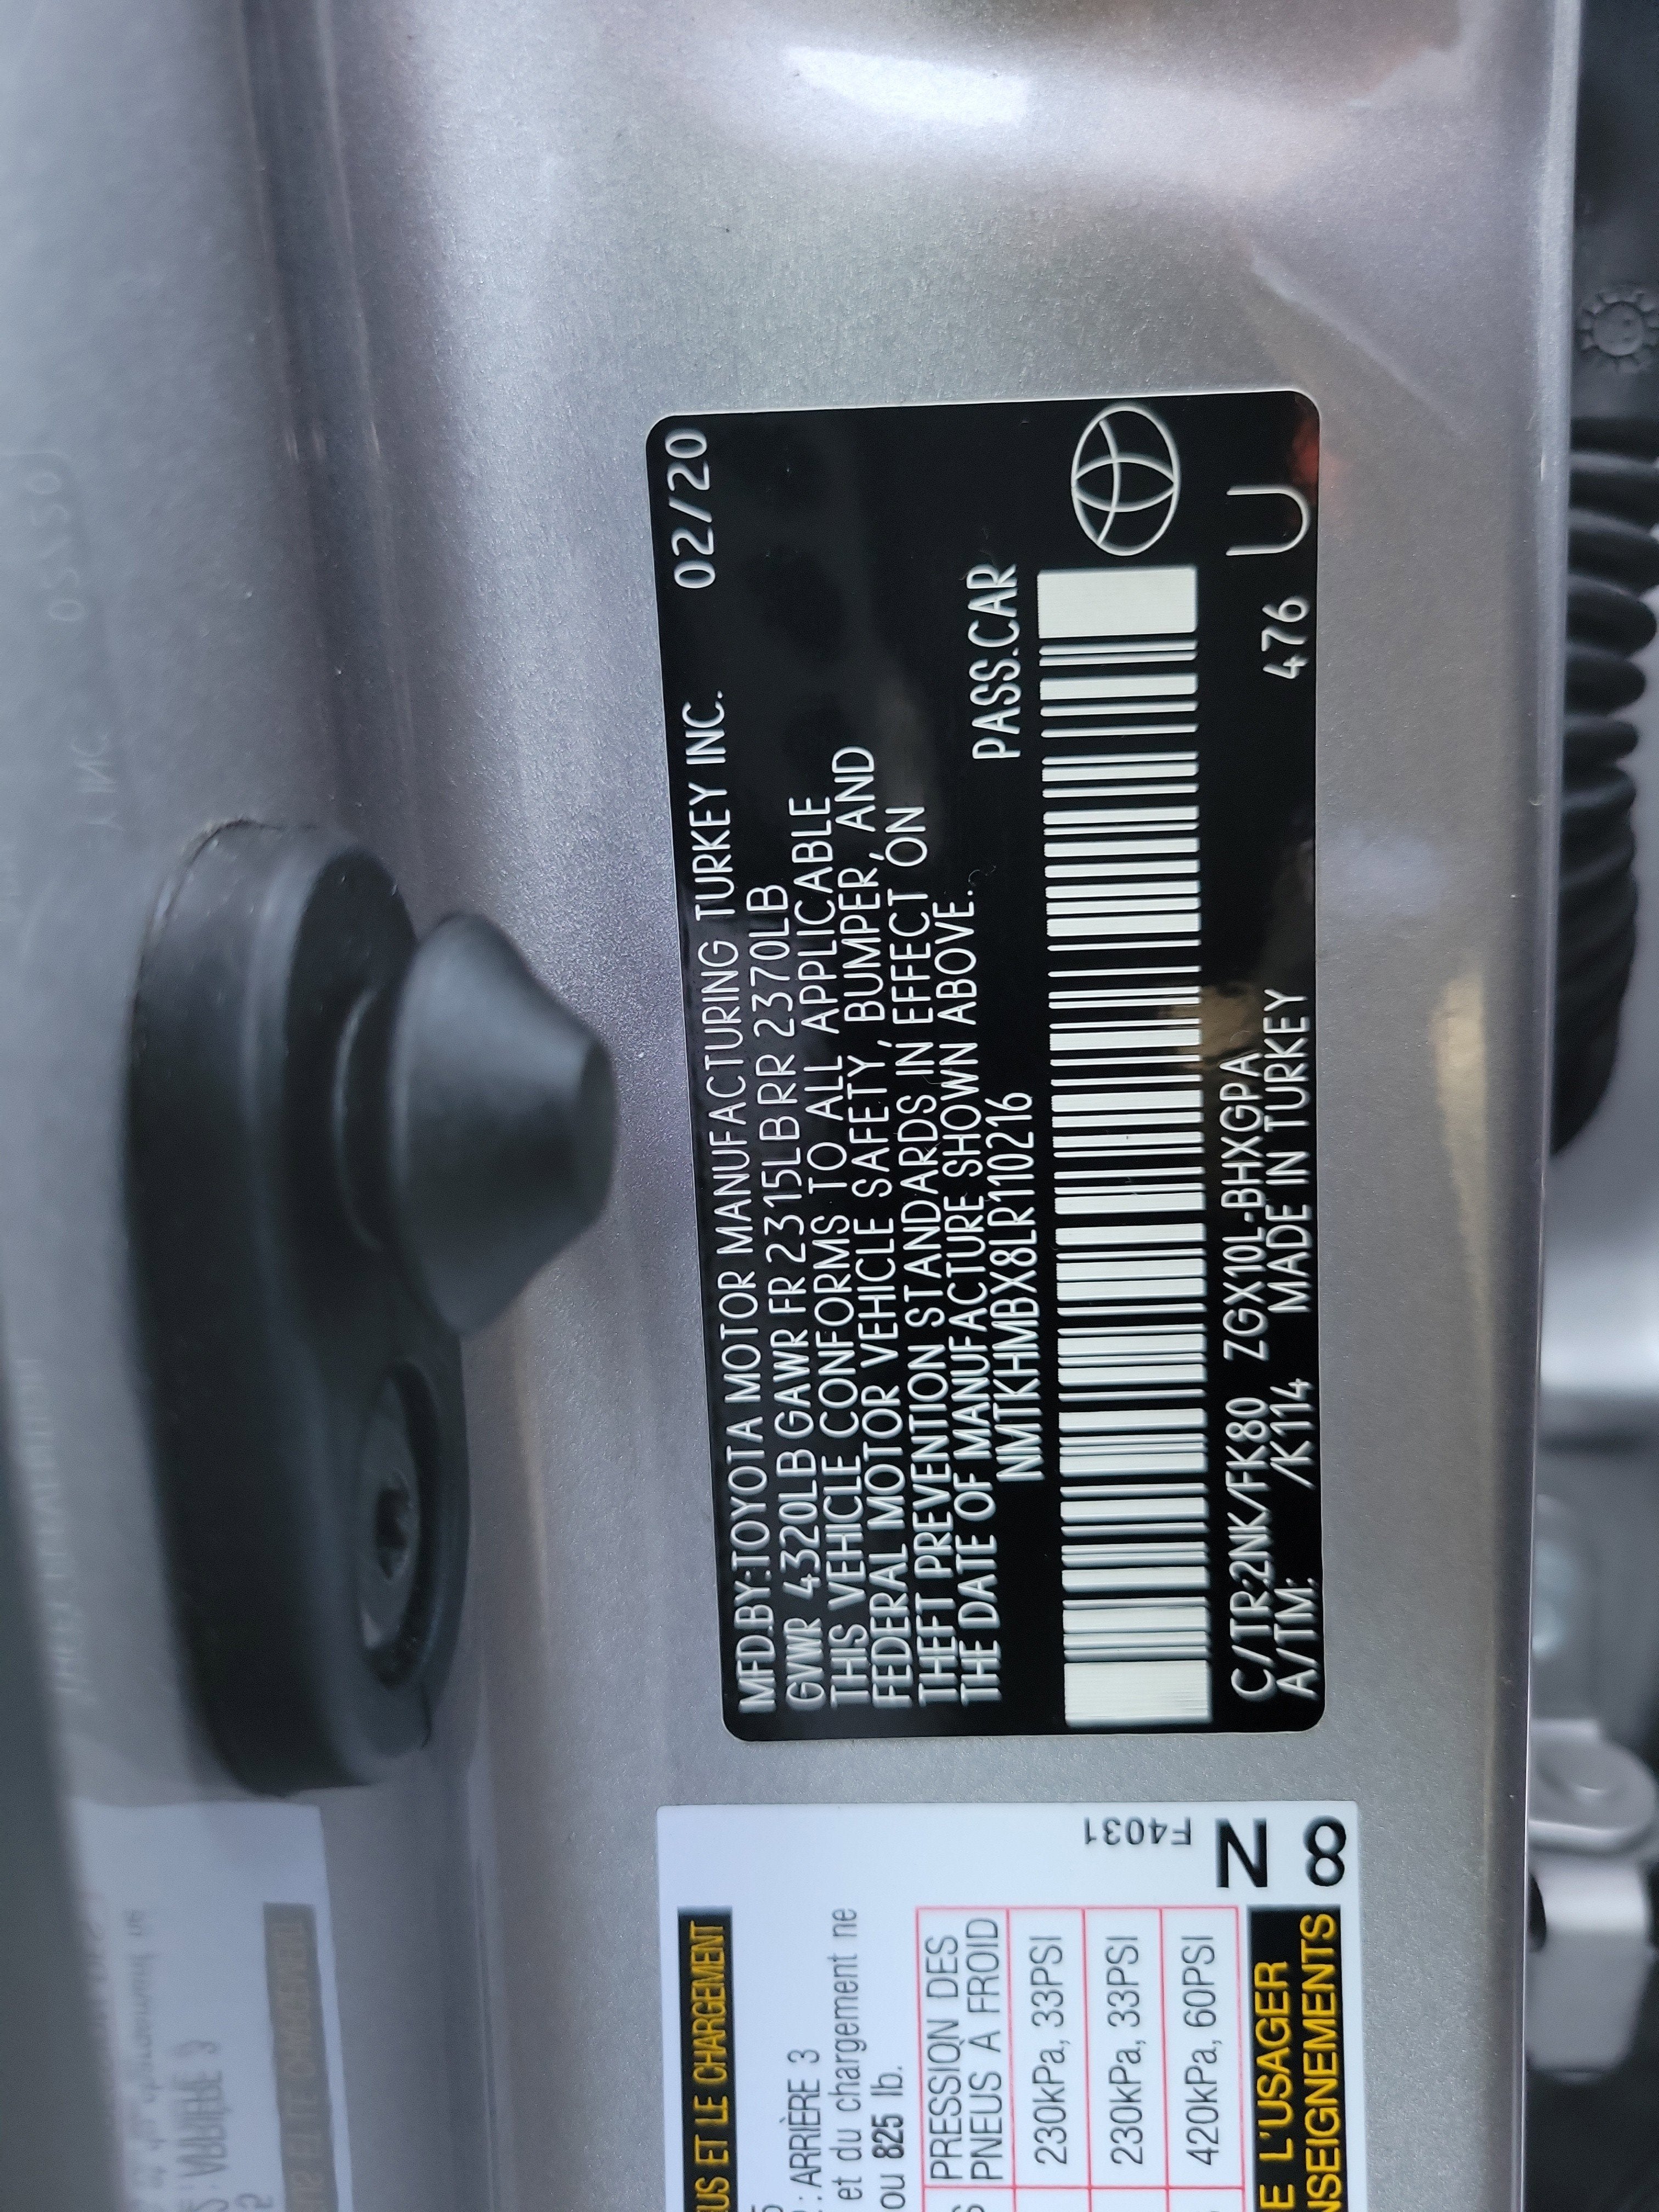 MFD.BY:TOYOTA MOTOR MANUFACTURING TURKEY INC. 02/20
GVWR 4320LB GAWR FR 2315LB RR 2370LB
THIS VEHICLE CONFORMS TO ALL APPLICABLE
FEDERAL MOTOR VEHICLE SAFETY, BUMPER, AND
THEFT PREVENTION STANDARDS IN EFFECT ON
THE DATE OF MANUFACTURE SHOWN ABOVE.
NMTKHMBX8LR110216 PASS.CAR
C/TR:2NK/FK80 ZGX10L-BHXGPA 476 U
A/TM: /K114 MADE IN TURKEY
ET LE CHARGEMENT
: ARRIÈRE 3
et du chargement ne
ou 825 lb.
PRESSION DES
PNEUS À FROID
230kPa, 33PSI
230kPa, 33PSI
420kPa, 60PSI
L'USAGER
F4031
N
8